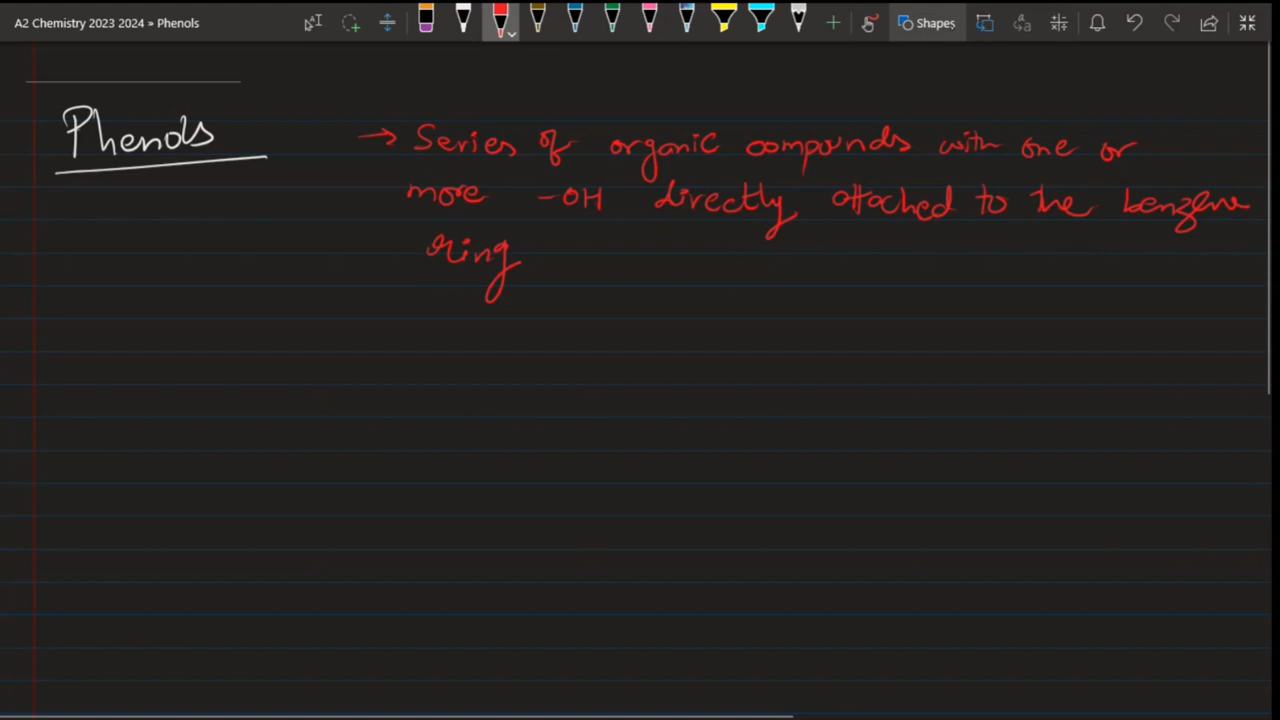 A2 Chemistry 2023 2024 » Phenols
Shapes
Phenols
→ Series of organic compounds with one or
more -OH directly attached to the benzene
ring